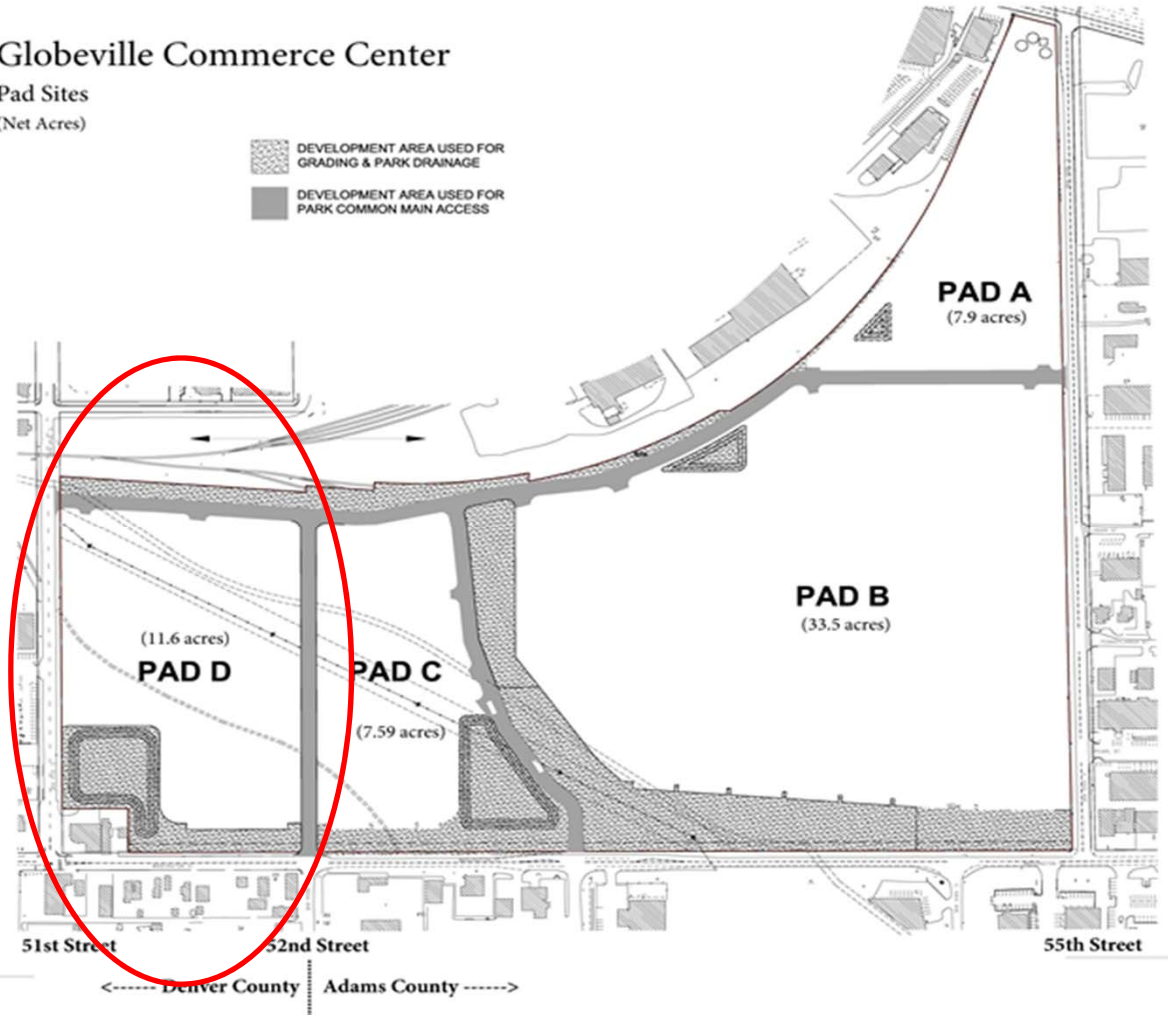 Globeville Commerce Center
Pad Sites
(Net Acres)
DEVELOPMENT AREA USED FOR
GRADING & PARK DRAINAGE
DEVELOPMENT AREA USED FOR
PARK COMMON MAIN ACCESS
PAD A
(7.9 acres)
PAD B
(33.5 acres)
(11.6 acres)
PAD D
PAD C
(7.59 acres)
51st Street
52nd Street
55th Street
<------ Denver County
Adams County ------>